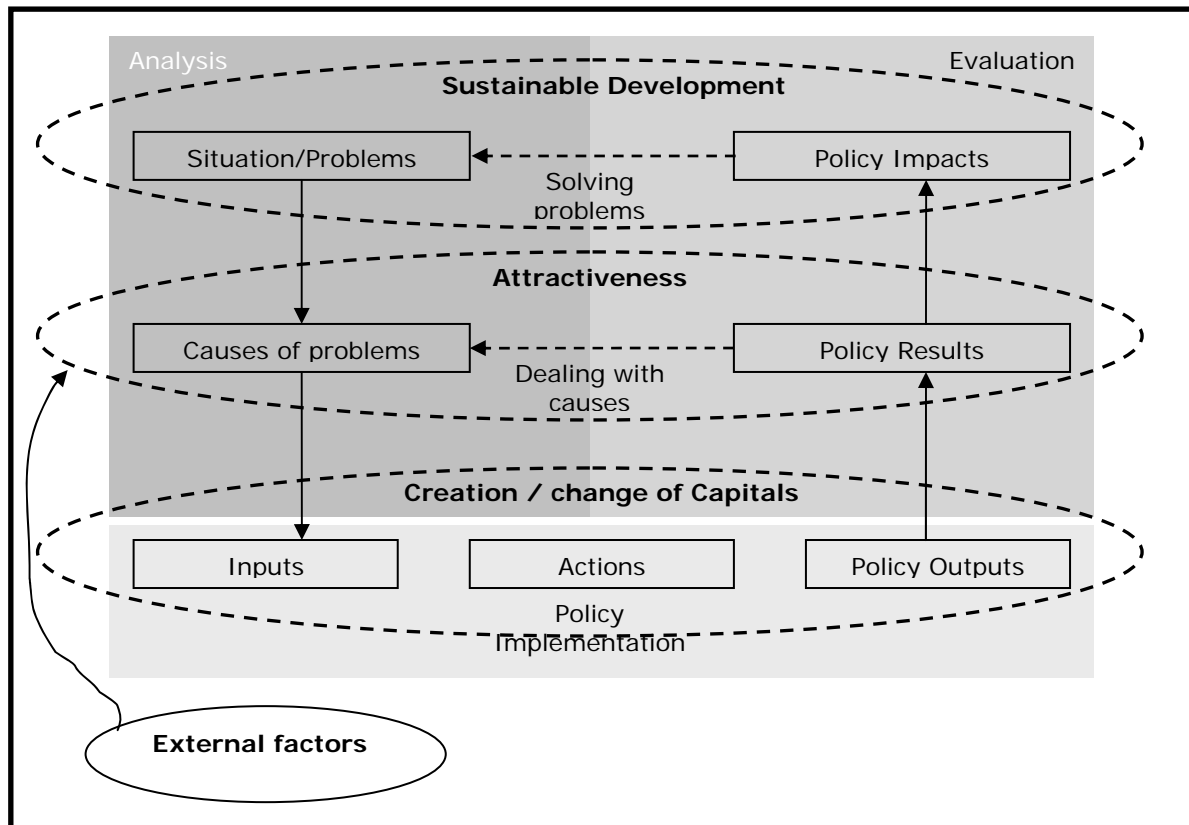 Analysis
Evaluation
Sustainable Development
Situation/Problems
Policy Impacts
Solving
problems
Attractiveness
Causes of problems
Policy Results
Dealing with
causes
Creation / change of Capitals
Inputs
Actions
Policy Outputs
Policy
Implementation
External factors